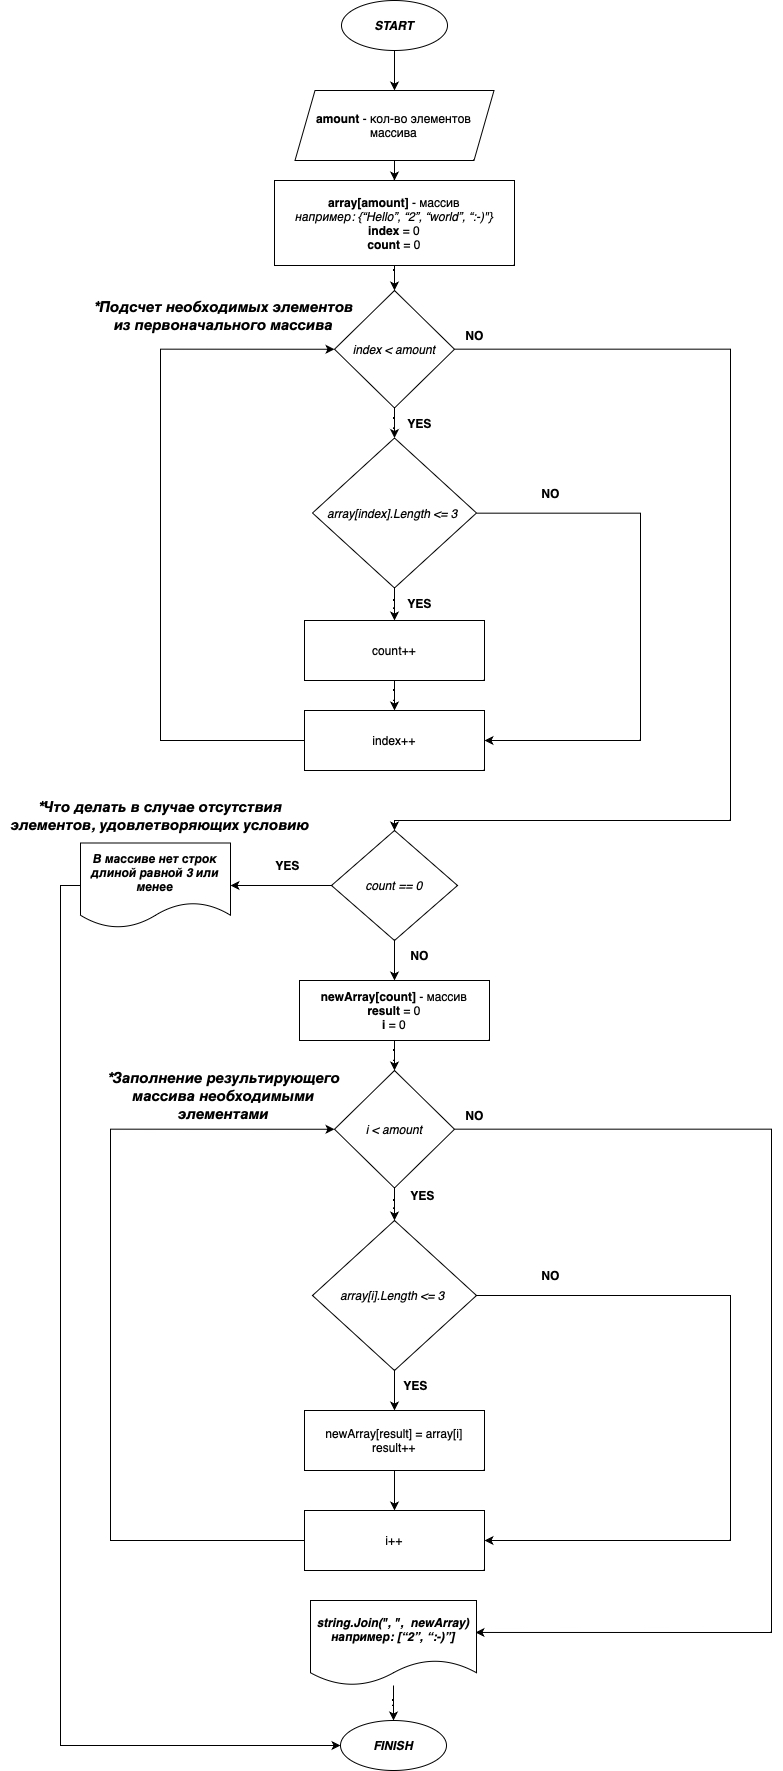 START
amount - кол-во элементов
массива
array[amount] - массив
например: {“Hello”, “2”, “world”, “:-)"}
index = 0
count = 0
*Подсчет необходимых элементов
из первоначального массива
index < amount
NO
YES
array[index].Length <= 3
NO
YES
count++
index++
*Что делать в случае отсутствия
элементов, удовлетворяющих условию
В массиве нет строк
длиной равной 3 или
менее
YES
count == 0
NO
newArray[count] - массив
result = 0
i = 0
*Заполнение результирующего
массива необходимыми
элементами
i < amount
NO
YES
array[i].Length <= 3
NO
YES
newArray[result] = array[i]
result++
i++
string.Join(", ", newArray)
например: [“2”, “:-)”]
FINISH